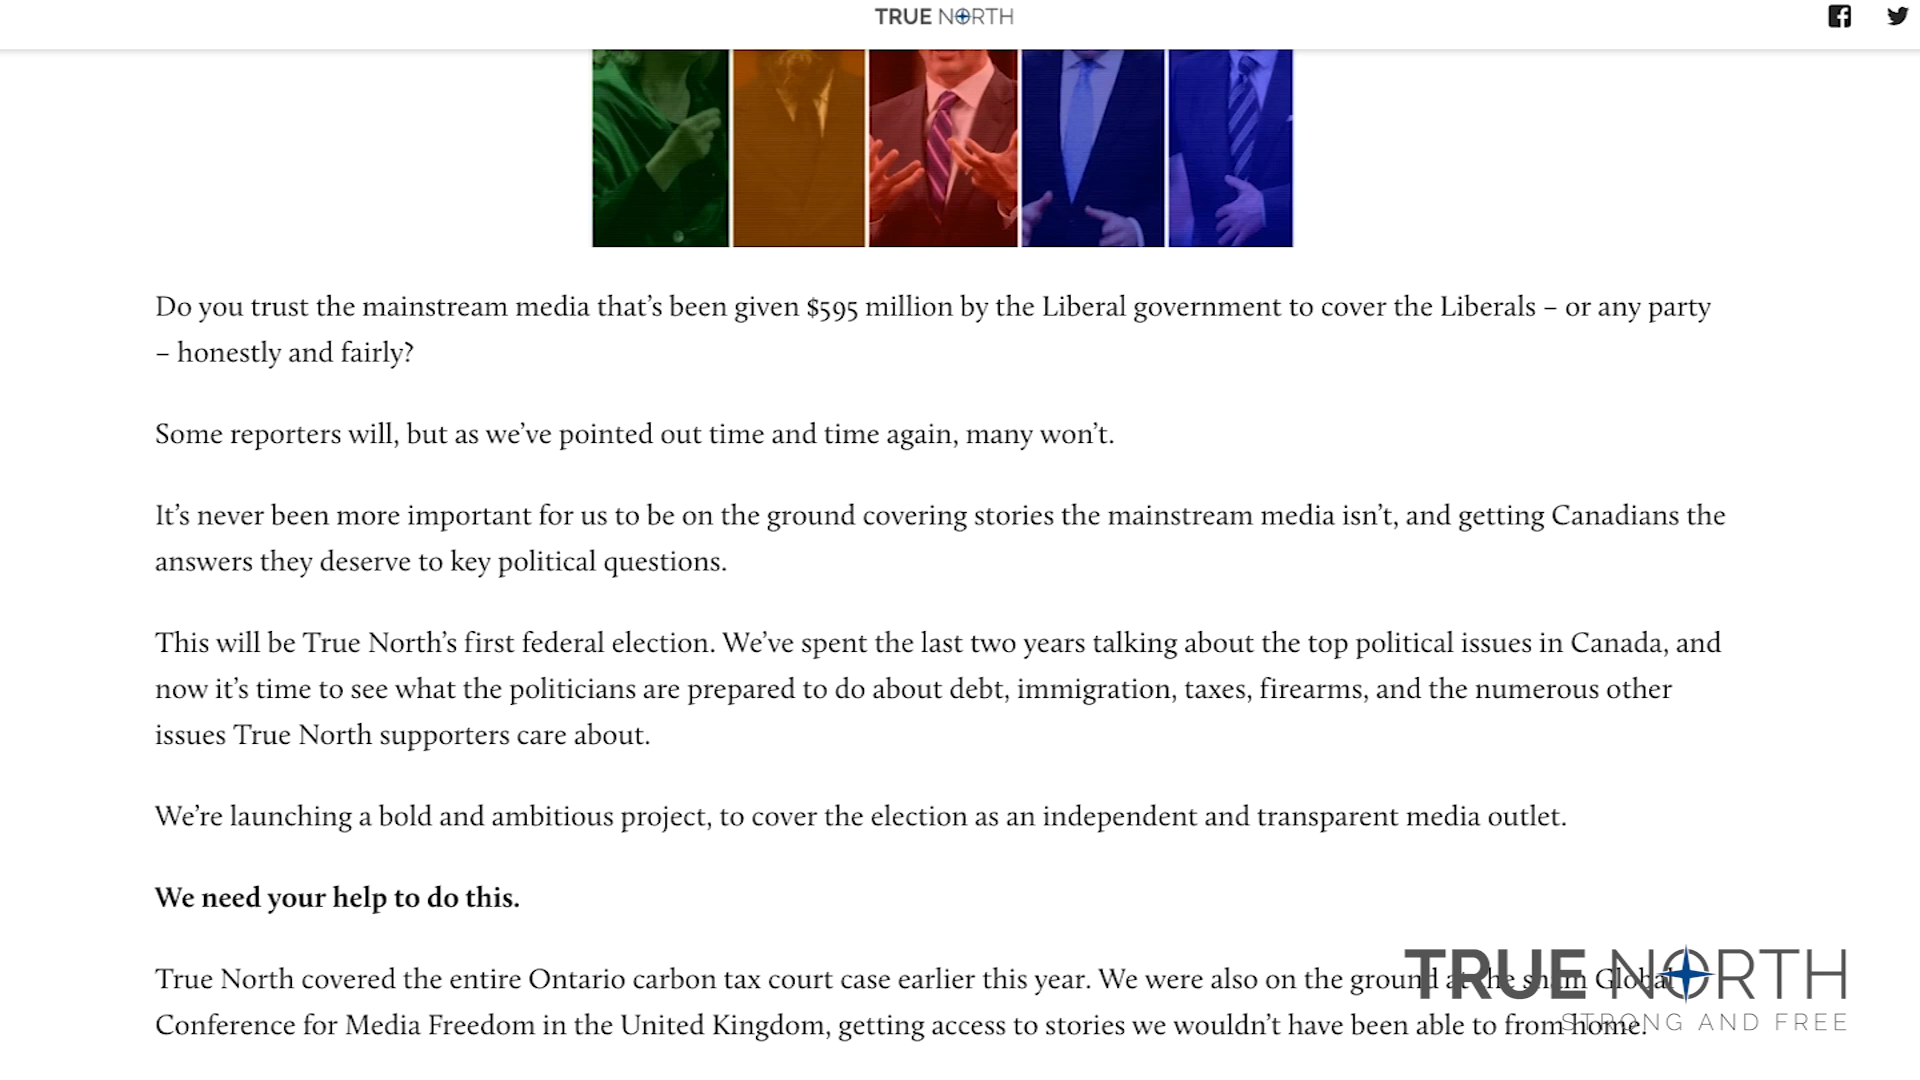 TRUE NORTH
Do you trust the mainstream media that’s been given $595 million by the Liberal government to cover the Liberals – or any party
– honestly and fairly?
Some reporters will, but as we’ve pointed out time and time again, many won’t.
It’s never been more important for us to be on the ground covering stories the mainstream media isn’t, and getting Canadians the
answers they deserve to key political questions.
This will be True North’s first federal election. We’ve spent the last two years talking about the top political issues in Canada, and
now it’s time to see what the politicians are prepared to do about debt, immigration, taxes, firearms, and the numerous other
issues True North supporters care about.
We’re launching a bold and ambitious project, to cover the election as an independent and transparent media outlet.
We need your help to do this.
True North covered the entire Ontario carbon tax court case earlier this year. We were also on the ground at the sham Global
Conference for Media Freedom in the United Kingdom, getting access to stories we wouldn’t have been able to from home.
TRUE NORTH
STRONG AND FREE